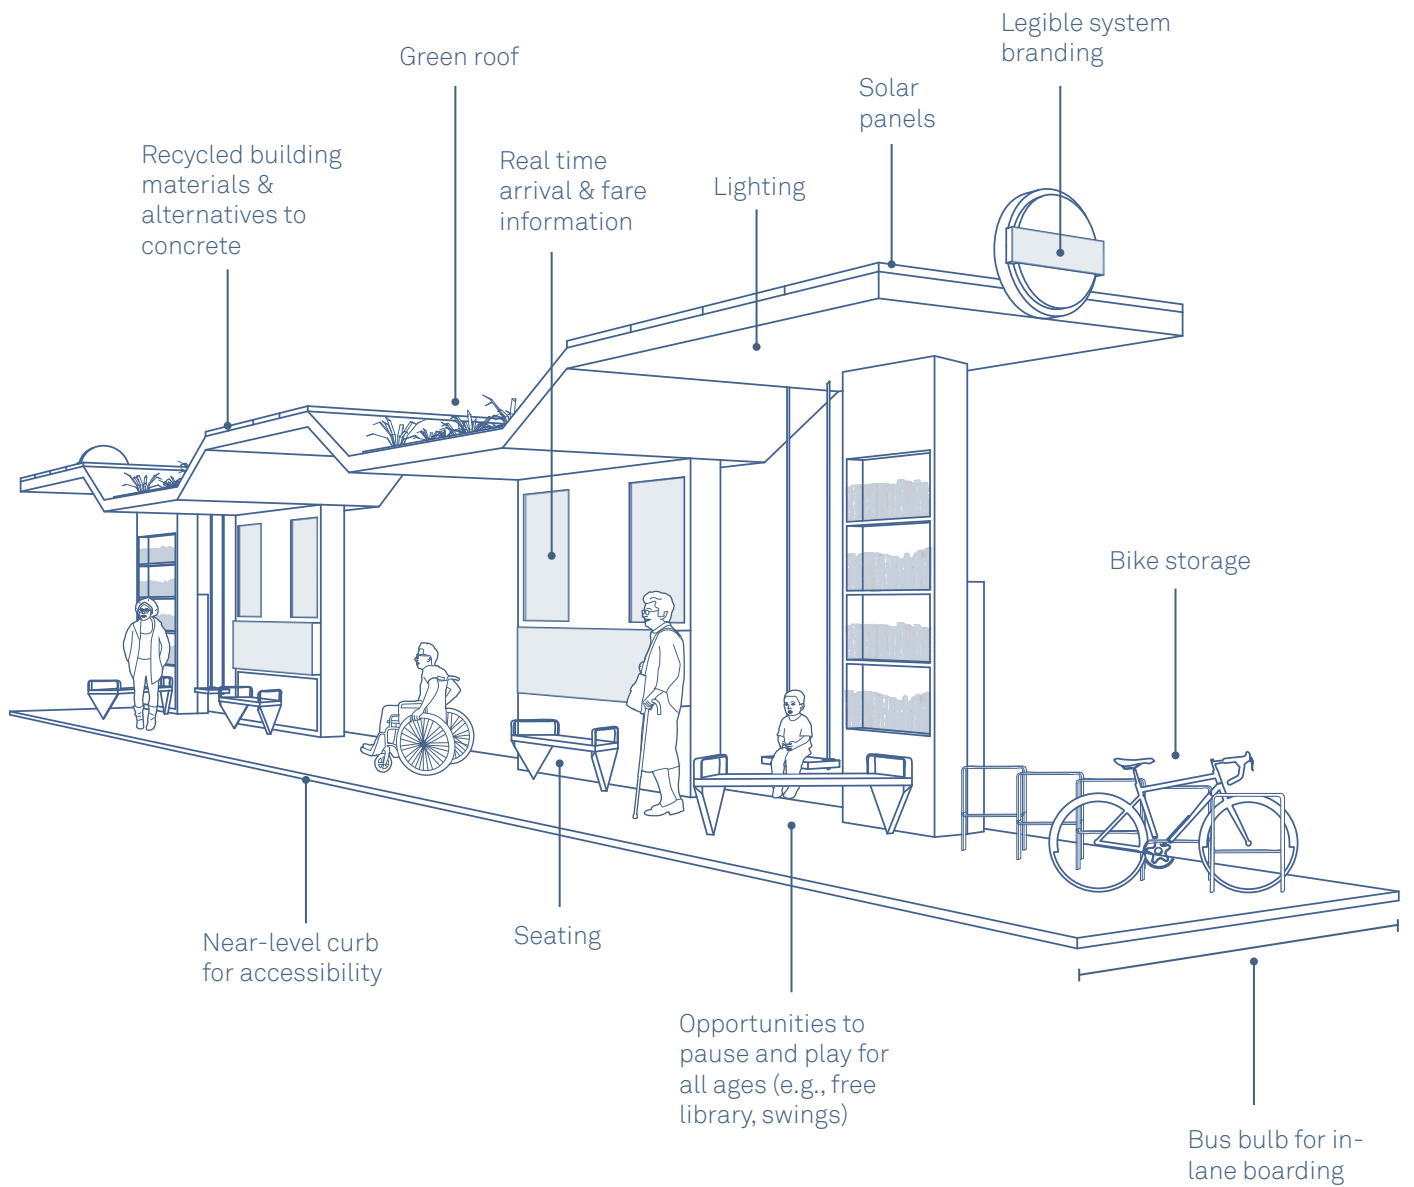 Legible system
branding
Green roof
Solar
panels
Recycled building
materials &
alternatives to
concrete
Real time
arrival & fare
information
Lighting
Bike storage
Near-level curb
for accessibility
Seating
Opportunities to
pause and play for
all ages (e.g., free
library, swings)
Bus bulb for in-
lane boarding